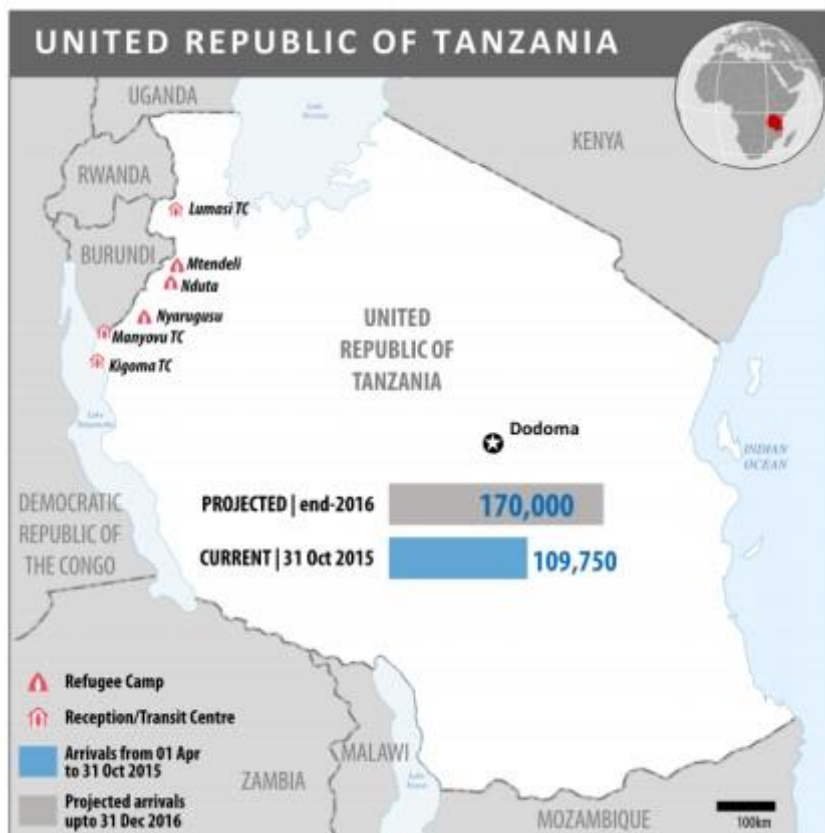 UNITED REPUBLIC OF TANZANIA
UGANDA
KENYA
RWANDA
Lumasi TC
BURUNDI
Mtendeli
Nduta
Nyarugusu
Manyovu TC
Kigoma TC
UNITED
REPUBLIC OF
TANZANIA
Dodoma
INDIAN
OCEAN
DEMOCRATIC
REPUBLIC OF
THE CONGO
PROJECTED | end-2016
170,000
CURRENT | 31 Oct 2015
109,750
Refugee Camp
Reception/Transit Centre
Arrivals from 01 Apr
to 31 Oct 2015
Projected arrivals
upto 31 Dec 2016
ZAMBIA
MALAWI
MOZAMBIQUE
100km